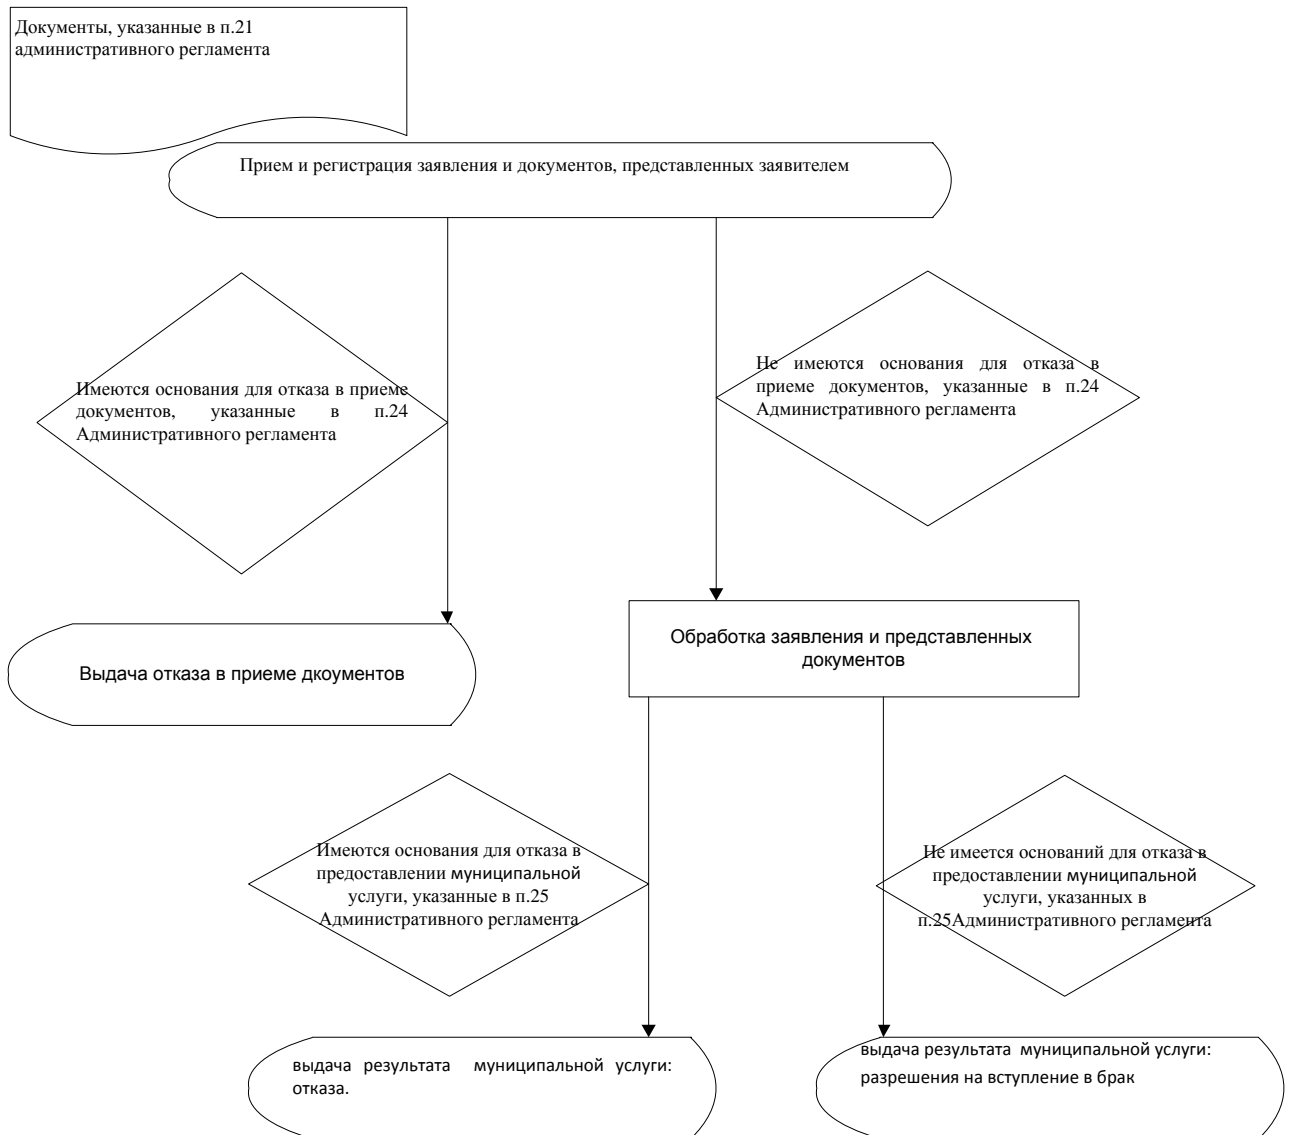 Документы, указанные в п.21
административного регламента
Прием и регистрация заявления и документов, представленных заявителем
Имеются основания для отказа в приеме
документов, указанные в п.24
Административного регламента
Не имеются основания для отказа в
приеме документов, указанные в п.24
Административного регламента
Выдача отказа в приеме дкоументов
Обработка заявления и представленных
документов
Имеются основания для отказа в
предоставлении муниципальной
услуги, указанные в п.25
Административного регламента
Не имеется оснований для отказа в
предоставлении муниципальной
услуги, указанных в
п.25Административного регламента
выдача результата муниципальной услуги:
отказа.
выдача результата муниципальной услуги:
разрешения на вступление в брак